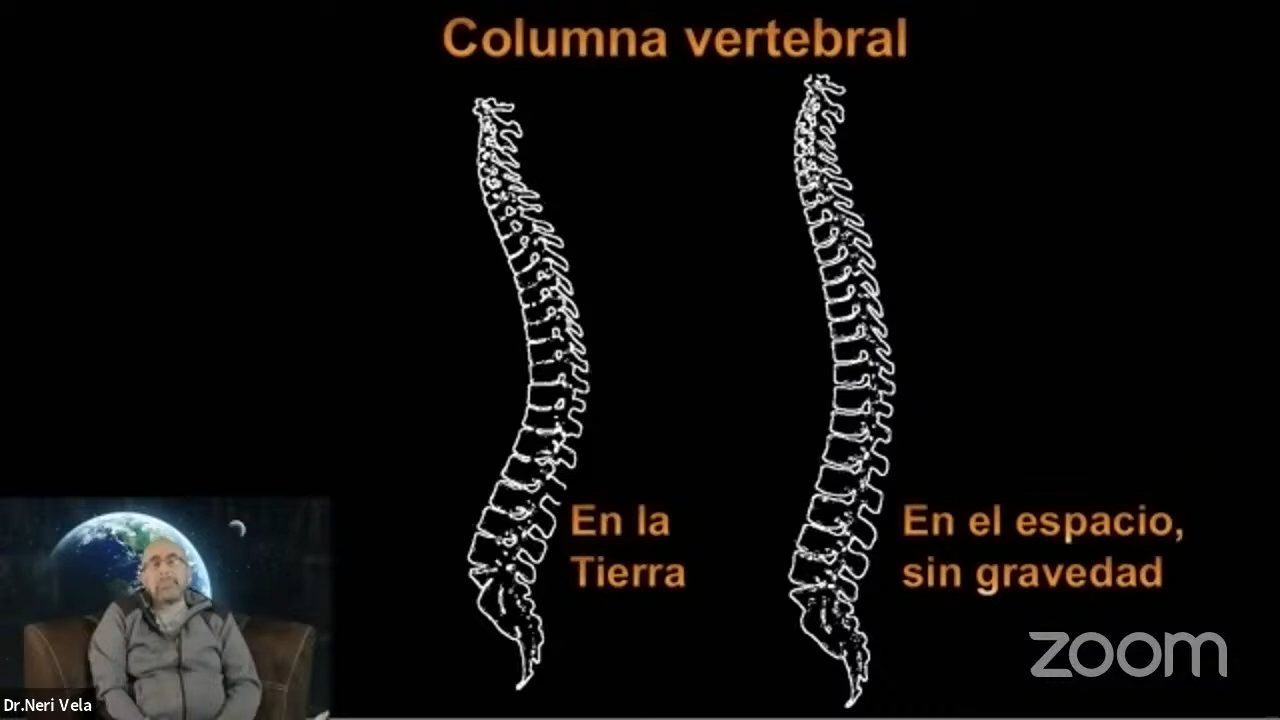 Columna vertebral
En la
Tierra
En el espacio,
sin gravedad
zoom
Dr.Neri Vela